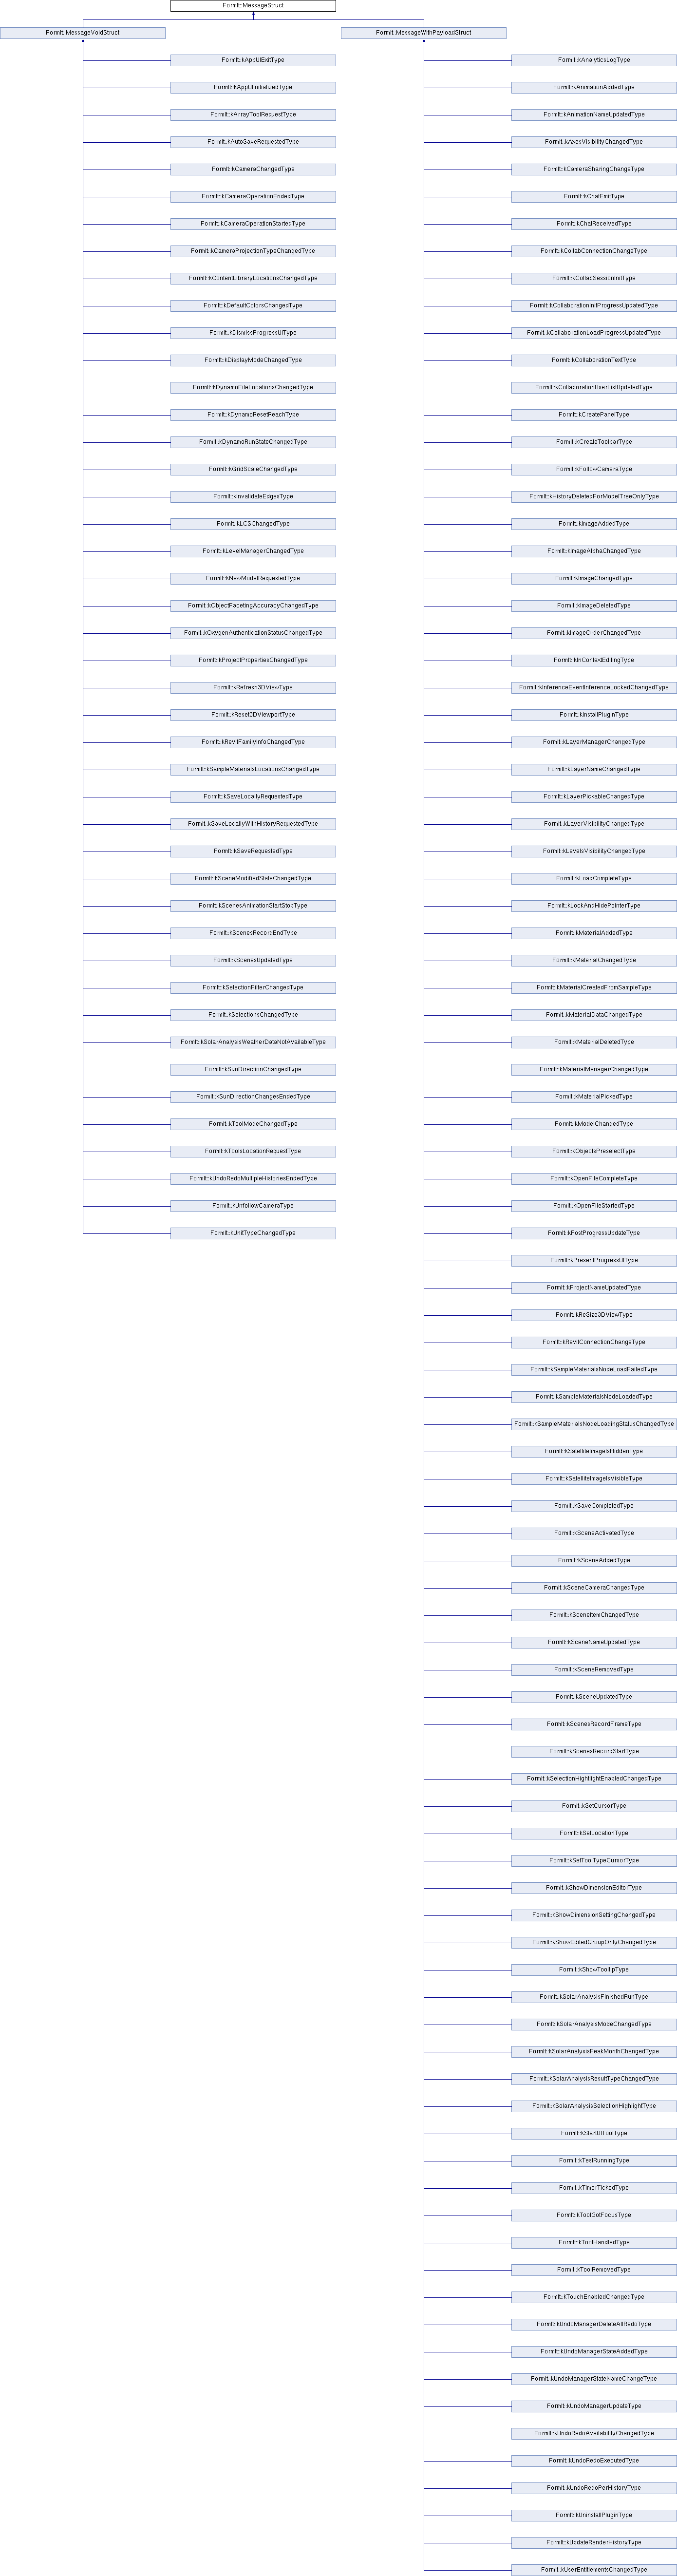 FormIt::MessageStruct
FormIt::MessageVoidStruct
FormIt::MessageWithPayloadStruct
FormIt::kAppUIExitType
FormIt::kAppUIInitializedType
FormIt::kArrayToolRequestType
FormIt::kAutoSaveRequestedType
FormIt::kCameraChangedType
FormIt::kCameraOperationEndedType
FormIt::kCameraOperationStartedType
FormIt::kCameraProjectionTypeChangedType
FormIt::kContentLibraryLocationsChangedType
FormIt::kDefaultColorsChangedType
FormIt::kDismissProgressUIType
FormIt::kDisplayModeChangedType
FormIt::kDynamoFileLocationsChangedType
FormIt::kDynamoResetReachType
FormIt::kDynamoRunStateChangedType
FormIt::kGridScaleChangedType
FormIt::kInvalidateEdgesType
FormIt::kLCSChangedType
FormIt::kLevelManagerChangedType
FormIt::kNewModelRequestedType
FormIt::kObjectFacetingAccuracyChangedType
FormIt::kOxygenAuthenticationStatusChangedType
FormIt::kProjectPropertiesChangedType
FormIt::kRefresh3DViewType
FormIt::kReset3DViewportType
FormIt::kRevitFamilyInfoChangedType
FormIt::kSampleMaterialsLocationsChangedType
FormIt::kSaveLocallyRequestedType
FormIt::kSaveLocallyWithHistoryRequestedType
FormIt::kSaveRequestedType
FormIt::kSceneModifiedStateChangedType
FormIt::kScenesAnimationStartStopType
FormIt::kScenesRecordEndType
FormIt::kScenesUpdatedType
FormIt::kSelectionFilterChangedType
FormIt::kSelectionsChangedType
FormIt::kSolarAnalysisWeatherDataNotAvailableType
FormIt::kSunDirectionChangedType
FormIt::kSunDirectionChangesEndedType
FormIt::kToolModeChangedType
FormIt::kToolsLocationRequestType
FormIt::kUndoRedoMultipleHistoriesEndedType
FormIt::kUnfollowCameraType
FormIt::kUnitTypeChangedType
FormIt::kAnalyticsLogType
FormIt::kAnimationAddedType
FormIt::kAnimationNameUpdatedType
FormIt::kAxesVisibilityChangedType
FormIt::kCameraSharingChangeType
FormIt::kChatEmitType
FormIt::kChatReceivedType
FormIt::kCollabConnectionChangeType
FormIt::kCollabSessionInitType
FormIt::kCollaborationInitProgressUpdatedType
FormIt::kCollaborationLoadProgressUpdatedType
FormIt::kCollaborationTextType
FormIt::kCollaborationUserListUpdatedType
FormIt::kCreatePanelType
FormIt::kCreateToolbarType
FormIt::kFollowCameraType
FormIt::kHistoryDeletedForModelTreeOnlyType
FormIt::kImageAddedType
FormIt::kImageAlphaChangedType
FormIt::kImageChangedType
FormIt::kImageDeletedType
FormIt::kImageOrderChangedType
FormIt::kInContextEditingType
FormIt::kInferenceEventInferenceLockedChangedType
FormIt::kInstallPluginType
FormIt::kLayerManagerChangedType
FormIt::kLayerNameChangedType
FormIt::kLayerPickableChangedType
FormIt::kLayerVisibilityChangedType
FormIt::kLevelsVisibilityChangedType
FormIt::kLoadCompleteType
FormIt::kLockAndHidePointerType
FormIt::kMaterialAddedType
FormIt::kMaterialChangedType
FormIt::kMaterialCreatedFromSampleType
FormIt::kMaterialDataChangedType
FormIt::kMaterialDeletedType
FormIt::kMaterialManagerChangedType
FormIt::kMaterialPickedType
FormIt::kModelChangedType
FormIt::kObjectsPreselectType
FormIt::kOpenFileCompleteType
FormIt::kOpenFileStartedType
FormIt::kPostProgressUpdateType
FormIt::kPresentProgressUIType
FormIt::kProjectNameUpdatedType
FormIt::kReSize3DViewType
FormIt::kRevitConnectionChangeType
FormIt::kSampleMaterialsNodeLoadFailedType
FormIt::kSampleMaterialsNodeLoadedType
FormIt::kSampleMaterialsNodeLoadingStatusChangedType
FormIt::kSatelliteImageIsHiddenType
FormIt::kSatelliteImageIsVisibleType
FormIt::kSaveCompletedType
FormIt::kSceneActivatedType
FormIt::kSceneAddedType
FormIt::kSceneCameraChangedType
FormIt::kSceneItemChangedType
FormIt::kSceneNameUpdatedType
FormIt::kSceneRemovedType
FormIt::kSceneUpdatedType
FormIt::kScenesRecordFrameType
FormIt::kScenesRecordStartType
FormIt::kSelectionHightlightEnabledChangedType
FormIt::kSetCursorType
FormIt::kSetLocationType
FormIt::kSetToolTypeCursorType
FormIt::kShowDimensionEditorType
FormIt::kShowDimensionSettingChangedType
FormIt::kShowEditedGroupOnlyChangedType
FormIt::kShowTooltipType
FormIt::kSolarAnalysisFinishedRunType
FormIt::kSolarAnalysisModeChangedType
FormIt::kSolarAnalysisPeakMonthChangedType
FormIt::kSolarAnalysisResultTypeChangedType
FormIt::kSolarAnalysisSelectionHighlightType
FormIt::kStartUIToolType
FormIt::kTestRunningType
FormIt::kTimerTickedType
FormIt::kToolGotFocusType
FormIt::kToolHandledType
FormIt::kToolRemovedType
FormIt::kTouchEnabledChangedType
FormIt::kUndoManagerDeleteAllRedoType
FormIt::kUndoManagerStateAddedType
FormIt::kUndoManagerStateNameChangeType
FormIt::kUndoManagerUpdateType
FormIt::kUndoRedoAvailabilityChangedType
FormIt::kUndoRedoExecutedType
FormIt::kUndoRedoPerHistoryType
FormIt::kUninstallPluginType
FormIt::kUpdateRenderHistoryType
FormIt::kUserEntitlementsChangedType